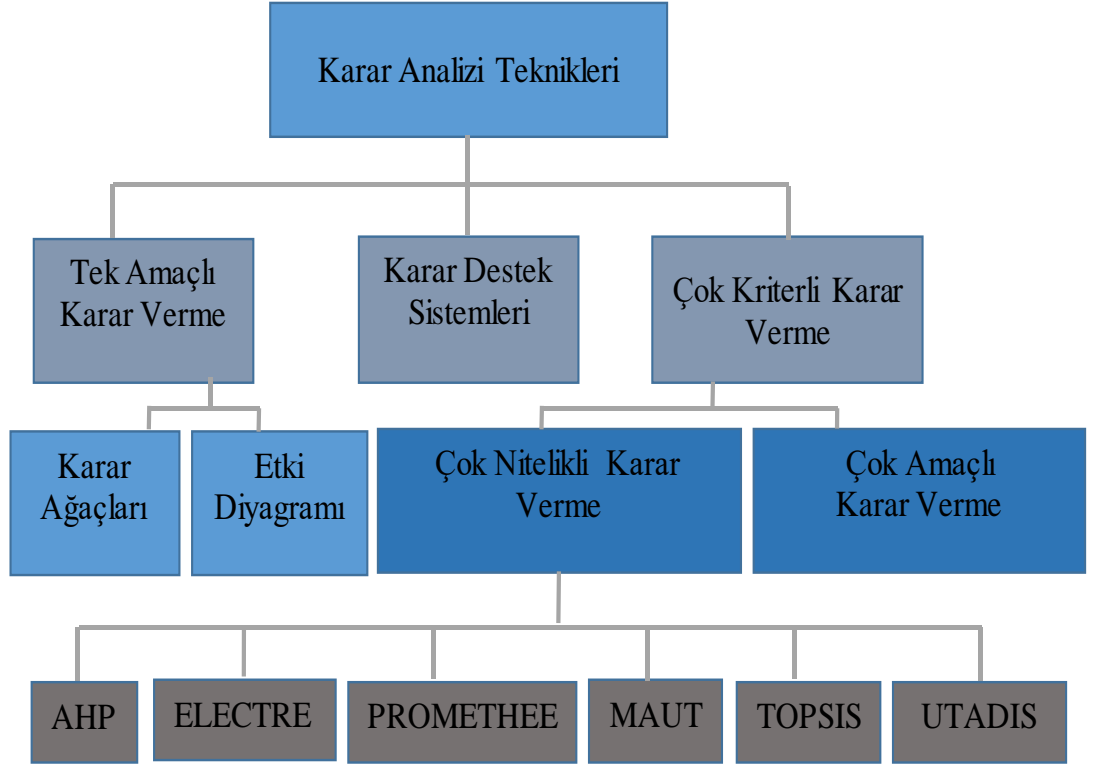 Karar Analizi Teknikleri
Tek Amaçlı
Karar Verme
Karar Destek
Sistemleri
Çok Kriterli Karar
Verme
Karar
Ağaçları
Etki
Diyagramı
Çok Nitelikli Karar
Verme
Çok Amaçlı
Karar Verme
AHP
ELECTRE
PROMETHEE
MAUT
TOPSIS
UTADIS